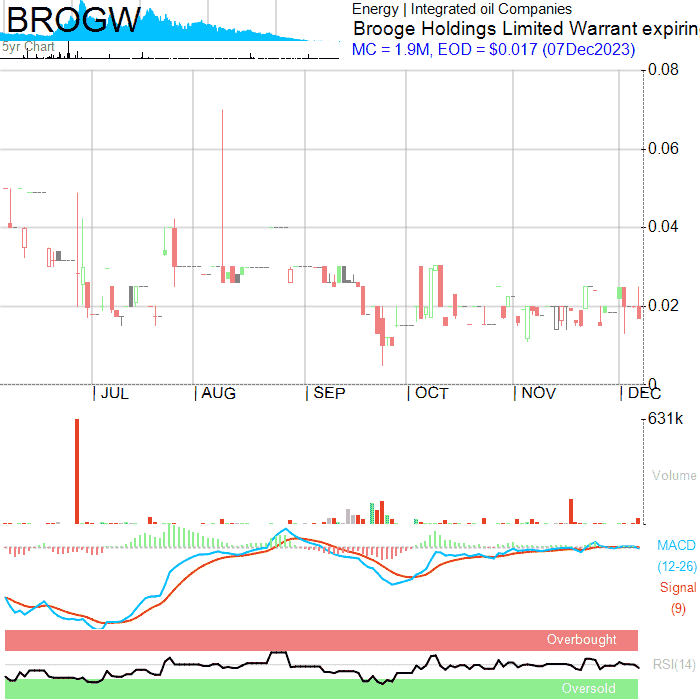 BROGW
5yr Chart
Energy | Integrated oil Companies
Brooge Holdings Limited Warrant expirin
MC = 1.9M, EOD = $0.017 (07Dec2023)
0.08
0.06
0.04
0.02
0
JUL AUG SEP OCT NOV DEC
631k
Volume
MACD
(12-26)
Signal
(9)
Overbought
RSI(14)
Oversold